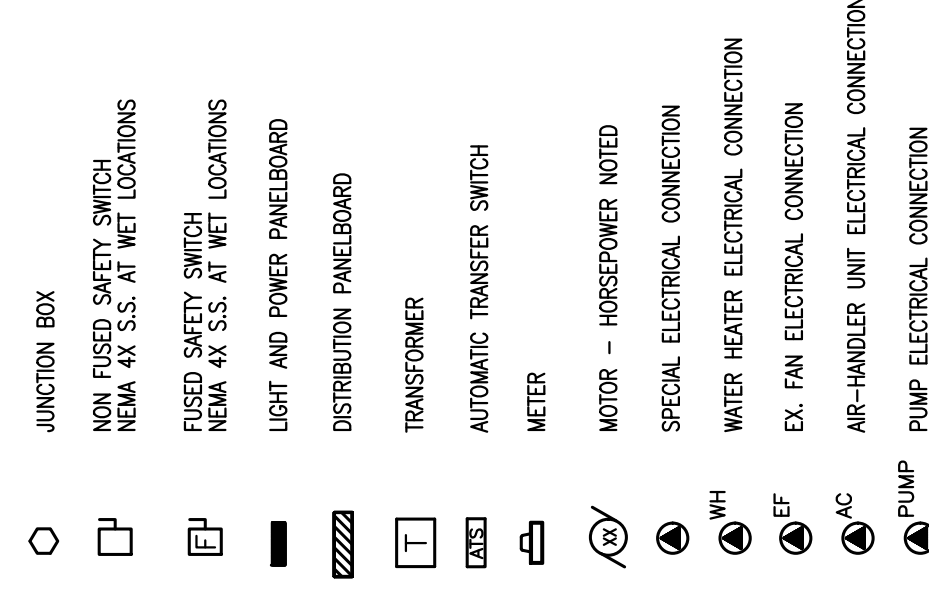 JUNCTION BOX
NON FUSED SAFETY SWITCH
NEMA 4X S.S. AT WET LOCATIONS
F
FUSED SAFETY SWITCH
NEMA 4X S.S. AT WET LOCATIONS
LIGHT AND POWER PANELBOARD
DISTRIBUTION PANELBOARD
T
TRANSFORMER
ATS
AUTOMATIC TRANSFER SWITCH
METER
XX
MOTOR – HORSEPOWER NOTED
SPECIAL ELECTRICAL CONNECTION
WH
WATER HEATER ELECTRICAL CONNECTION
EF
EX. FAN ELECTRICAL CONNECTION
AC
AIR–HANDLER UNIT ELECTRICAL CONNECTION
PUMP
PUMP ELECTRICAL CONNECTION